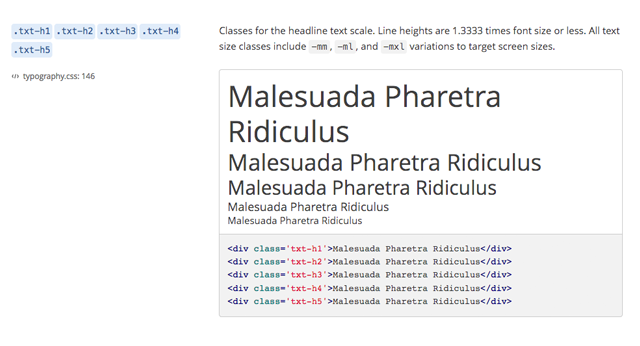 .txt-h1 .txt-h2 .txt-h3 .txt-h4
.txt-h5
typography.css: 146
Classes for the headline text scale. Line heights are 1.3333 times font size or less. All text
size classes include -mm, -ml, and -mxl variations to target screen sizes.
Malesuada Pharetra
Ridiculus
Malesuada Pharetra Ridiculus
Malesuada Pharetra Ridiculus
Malesuada Pharetra Ridiculus
Malesuada Pharetra Ridiculus
<div class='txt-h1'>Malesuada Pharetra Ridiculus</div>
<div class='txt-h2'>Malesuada Pharetra Ridiculus</div>
<div class='txt-h3'>Malesuada Pharetra Ridiculus</div>
<div class='txt-h4'>Malesuada Pharetra Ridiculus</div>
<div class='txt-h5'>Malesuada Pharetra Ridiculus</div>